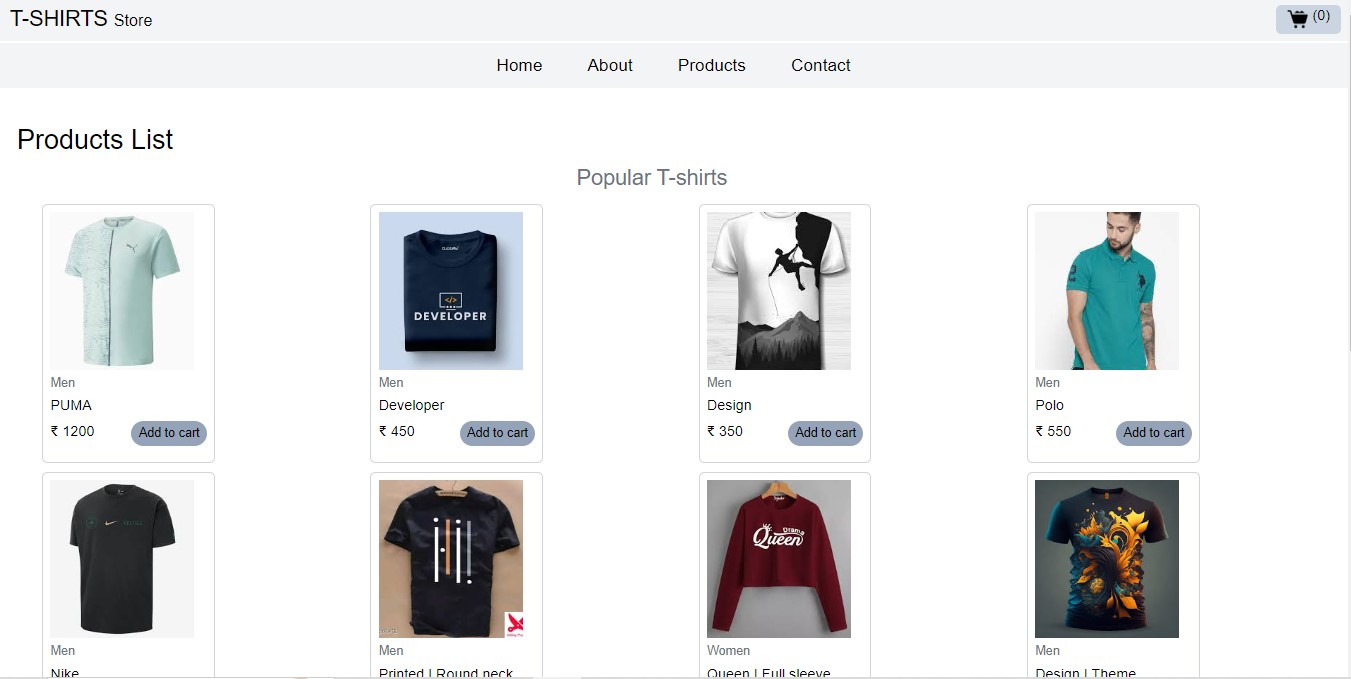 T-SHIRTS Store
(0)
Home About Products Contact
Products List
Popular T-shirts
DEVELOPER
Men
PUMA
₹ 1200 Add to cart
Men
Developer
₹ 450 Add to cart
Men
Design
₹ 350 Add to cart
Men
Polo
₹ 550 Add to cart
Drama
Queen
Men
Nike
Men
Printed | Round neck
Women
Queen | Full sleeve
Men
Design | Theme